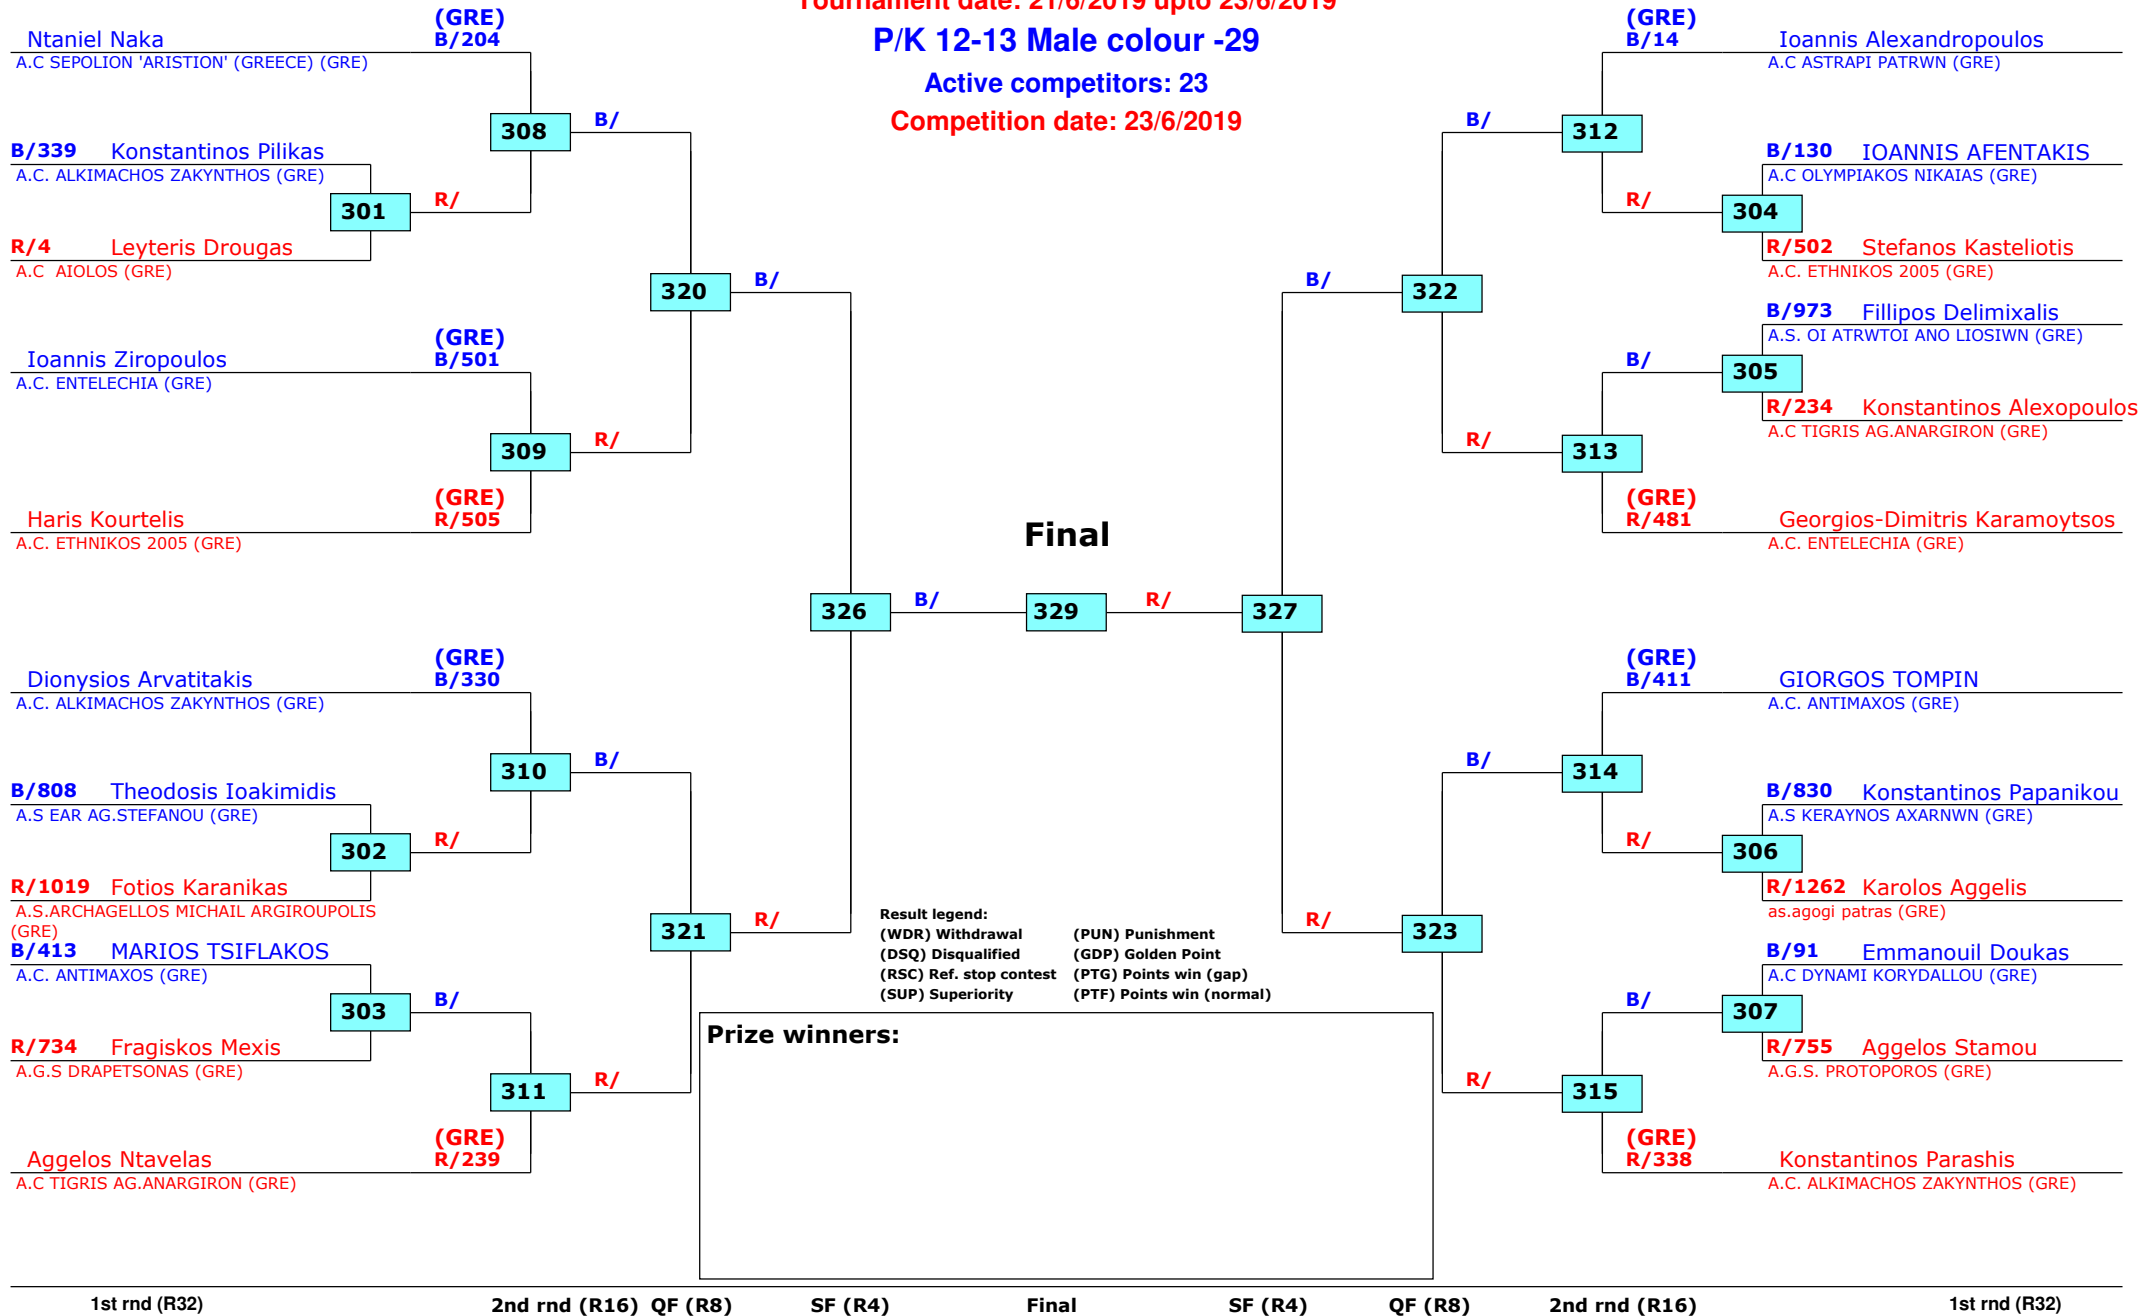 Tournament date: 21/6/2019 upto 23/6/2019
P/K 12-13 Male colour -29
Active competitors: 23
Competition date: 23/6/2019
(GRE)
Ntaniel Naka B/204
A.C SEPOLION 'ARISTION' (GREECE) (GRE)
308 B/
B/339 Konstantinos Pilikas
A.C. ALKIMACHOS ZAKYNTHOS (GRE)
301 R/
R/4 Leyteris Drougas
A.C AIOLOS (GRE)
320 B/
(GRE)
Ioannis Ziropoulos B/501
A.C. ENTELECHIA (GRE)
309 R/
(GRE)
Haris Kourtelis R/505
A.C. ETHNIKOS 2005 (GRE)
326 B/
(GRE)
Dionysios Arvatitakis B/330
A.C. ALKIMACHOS ZAKYNTHOS (GRE)
310 B/
B/808 Theodosis Ioakimidis
A.S EAR AG.STEFANOU (GRE)
302 R/
R/1019 Fotios Karanikas
A.S.ARCHAGELLOS MICHAIL ARGIROUPOLIS
(GRE)
321 R/
B/413 MARIOS TSIFLAKOS
A.C. ANTIMAXOS (GRE)
303 B/
R/734 Fragiskos Mexis
A.G.S DRAPETSONAS (GRE)
311 R/
(GRE)
Aggelos Ntavelas R/239
A.C TIGRIS AG.ANARGIRON (GRE)
Final
329
(GRE)
B/14 Ioannis Alexandropoulos
A.C ASTRAPI PATRWN (GRE)
B/ 312
B/130 IOANNIS AFENTAKIS
A.C OLYMPIAKOS NIKAIAS (GRE)
R/ 304
R/502 Stefanos Kasteliotis
A.C. ETHNIKOS 2005 (GRE)
B/ 322
B/973 Fillipos Delimixalis
A.S. OI ATRWTOI ANO LIOSIWN (GRE)
B/ 305
R/234 Konstantinos Alexopoulos
A.C TIGRIS AG.ANARGIRON (GRE)
R/ 313
(GRE)
R/481 Georgios-Dimitris Karamoytsos
A.C. ENTELECHIA (GRE)
R/ 327
(GRE)
B/411 GIORGOS TOMPIN
A.C. ANTIMAXOS (GRE)
B/ 314
B/830 Konstantinos Papanikou
A.S KERAYNOS AXARNWN (GRE)
R/ 306
R/1262 Karolos Aggelis
as.agogi patras (GRE)
R/ 323
B/91 Emmanouil Doukas
A.C DYNAMI KORYDALLOU (GRE)
B/ 307
R/755 Aggelos Stamou
A.G.S. PROTOPOROS (GRE)
R/ 315
(GRE)
R/338 Konstantinos Parashis
A.C. ALKIMACHOS ZAKYNTHOS (GRE)
Result legend:
(WDR) Withdrawal (PUN) Punishment
(DSQ) Disqualified (GDP) Golden Point
(RSC) Ref. stop contest (PTG) Points win (gap)
(SUP) Superiority (PTF) Points win (normal)
Prize winners:
1st rnd (R32) 2nd rnd (R16) QF (R8) SF (R4) Final SF (R4) QF (R8) 2nd rnd (R16) 1st rnd (R32)